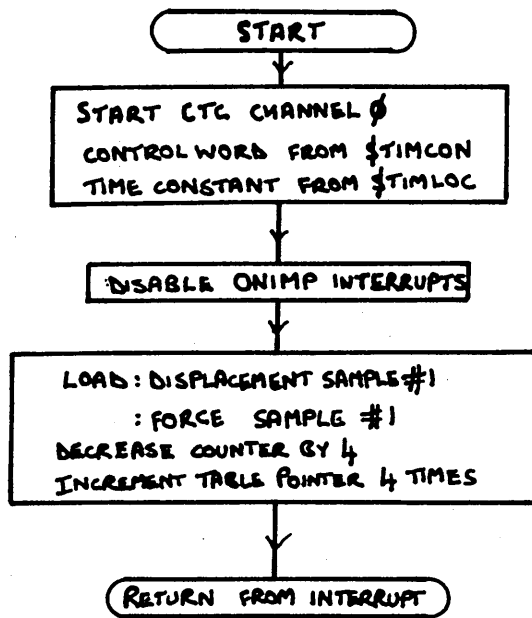 START
START CTC CHANNEL Ø
CONTROL WORD FROM $TIMCON
TIME CONSTANT FROM $TIMLOC
DISABLE ONIMP INTERRUPTS
LOAD: DISPLACEMENT SAMPLE #1
: FORCE SAMPLE #1
DECREASE COUNTER BY 4
INCREMENT TABLE POINTER 4 TIMES
RETURN FROM INTERRUPT